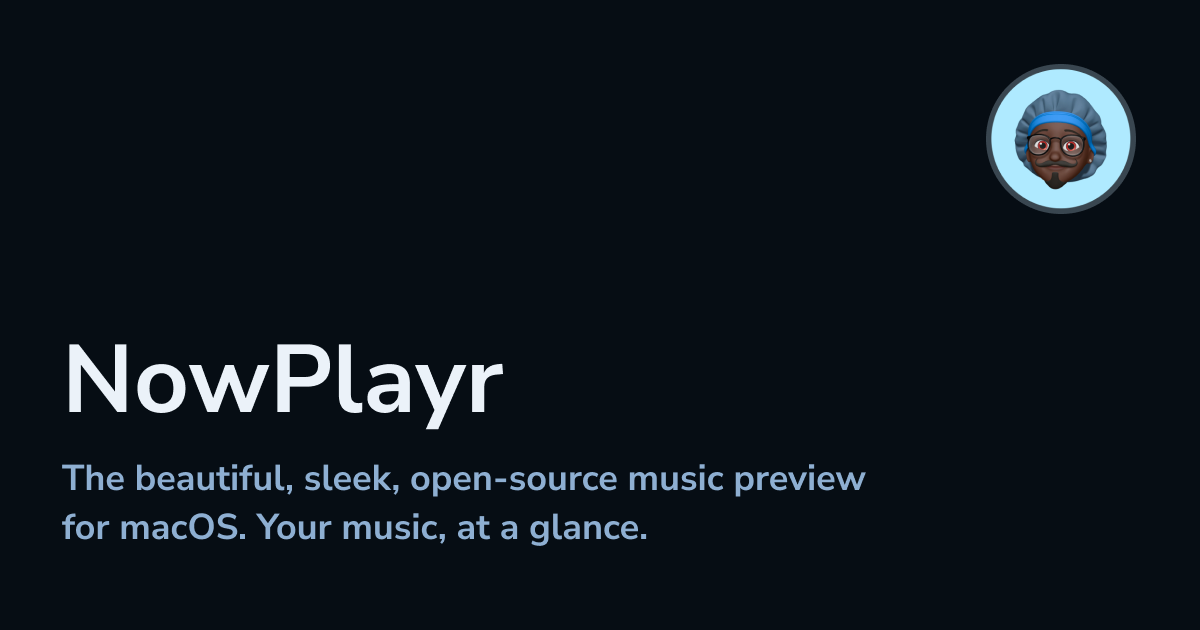 NowPlayr
The beautiful, sleek, open-source music preview
for macOS. Your music, at a glance.